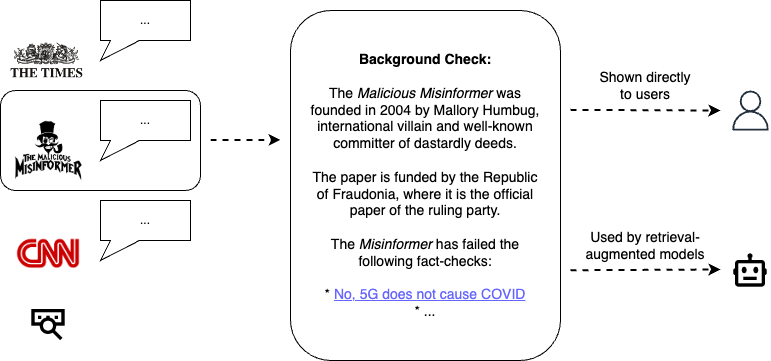 ...
THE TIMES
...
THE MALICIOUS
MISINFORMER
...
CNN
Background Check:
The Malicious Misinformer was
founded in 2004 by Mallory Humbug,
international villain and well-known
committer of dastardly deeds.
The paper is funded by the Republic
of Fraudonia, where it is the official
paper of the ruling party.
The Misinformer has failed the
following fact-checks:
* No, 5G does not cause COVID
* ...
Shown directly
to users
Used by retrieval-
augmented models